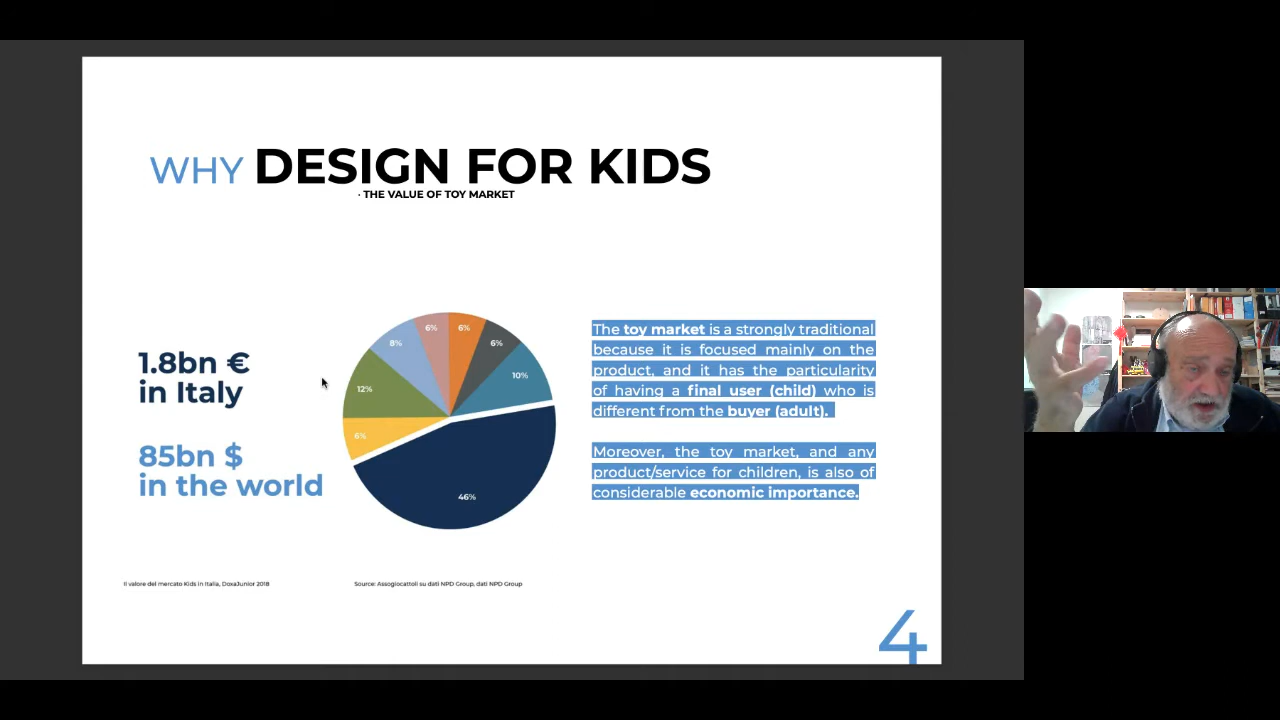 WHY DESIGN FOR KIDS
· THE VALUE OF TOY MARKET
1.8bn €
in Italy
85bn $
in the world
6%
6%
6%
10%
46%
6%
12%
8%
The toy market is a strongly traditional
because it is focused mainly on the
product, and it has the particularity
of having a final user (child) who is
different from the buyer (adult).
Moreover, the toy market, and any
product/service for children, is also of
considerable economic importance.
Il valore del mercato Kids in Italia, DoxaJunior 2018
Source: Assogiocattoli su dati NPD Group, dati NPD Group
4